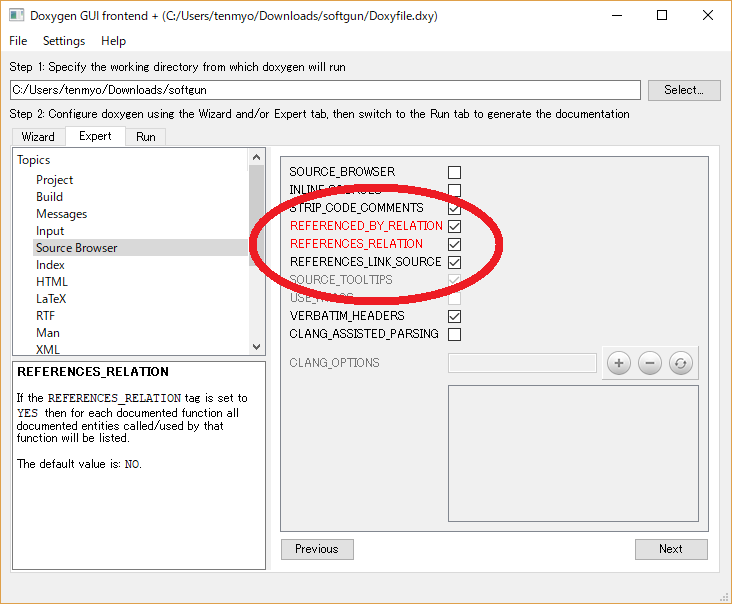 Doxygen GUI frontend + (C:/Users/tenmyo/Downloads/softgun/Doxyfile.dxy)
File Settings Help
Step 1: Specify the working directory from which doxygen will run
C:/Users/tenmyo/Downloads/softgun
Select...
Step 2: Configure doxygen using the Wizard and/or Expert tab, then switch to the Run tab to generate the documentation
Wizard Expert Run
Topics
Project
Build
Messages
Input
Source Browser
Index
HTML
LaTeX
RTF
Man
XML
REFERENCES_RELATION
If the REFERENCES_RELATION tag is set to
YES then for each documented function all
documented entities called/used by that
function will be listed.
The default value is: NO.
SOURCE_BROWSER
STRIP_CODE_COMMENTS
REFERENCED_BY_RELATION
REFERENCES_RELATION
REFERENCES_LINK_SOURCE
SOURCE_TOOLTIPS
VERBATIM_HEADERS
CLANG_ASSISTED_PARSING
CLANG_OPTIONS
Previous
Next